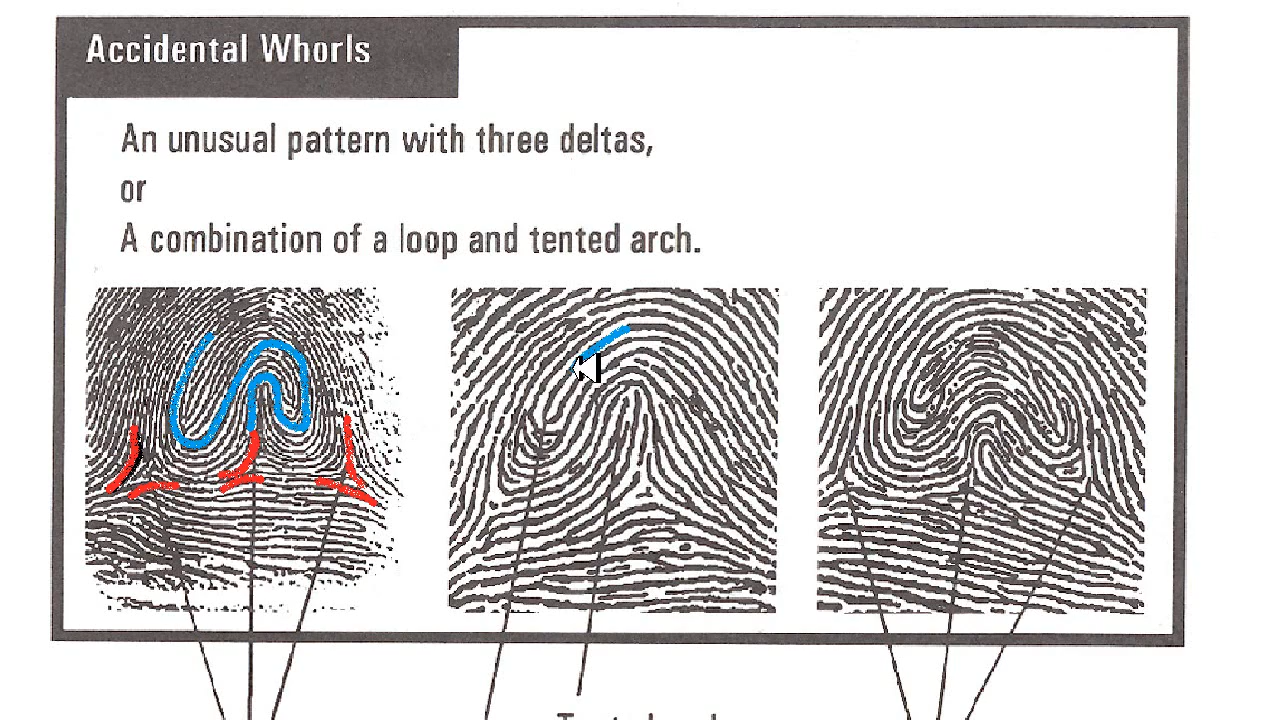 Accidental Whorls
An unusual pattern with three deltas,
or
A combination of a loop and tented arch.